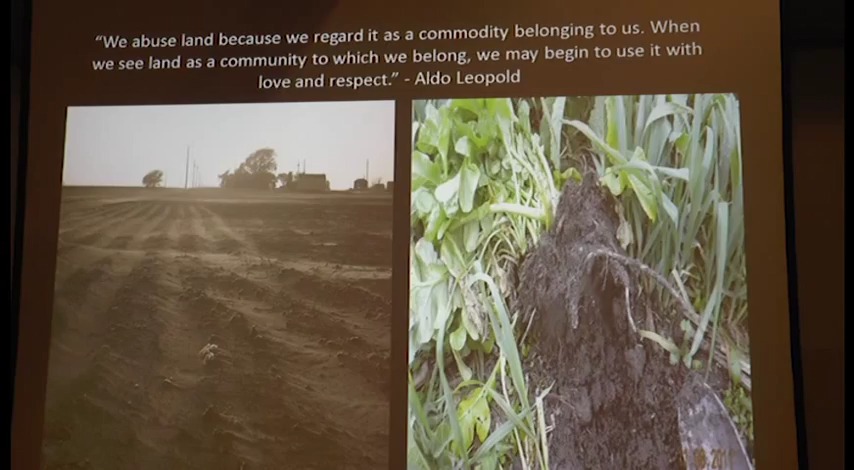 “We abuse land because we regard it as a commodity belonging to us. When
we see land as a community to which we belong, we may begin to use it with
love and respect.” - Aldo Leopold